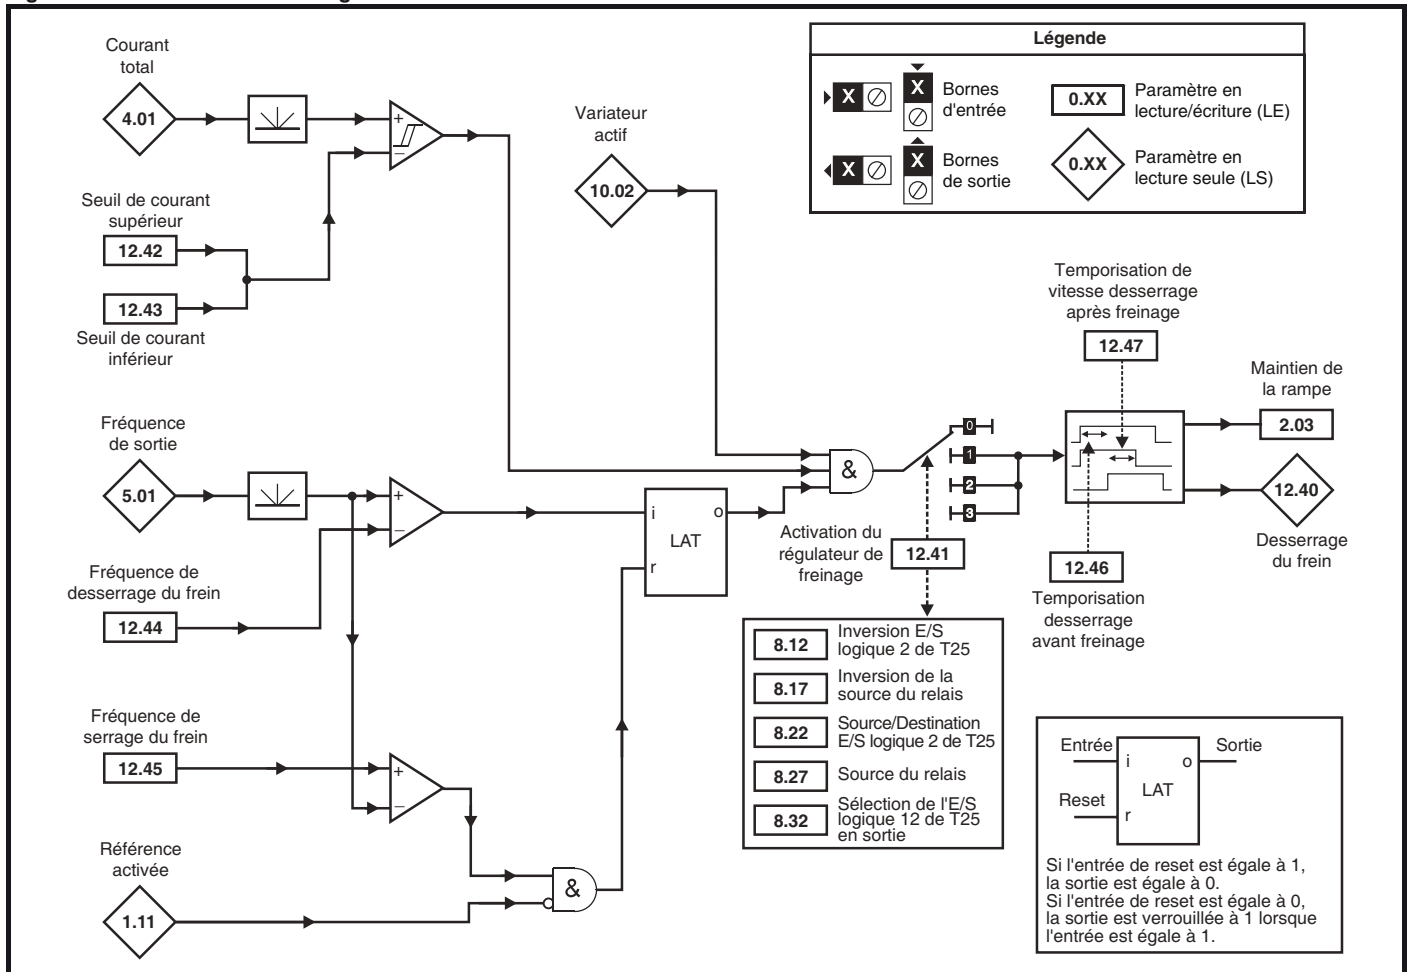 Courant
total
4.01
+
−
Seuil de courant
supérieur
12.42
12.43
Seuil de courant
inférieur
Variateur
actif
10.02
Légende
X
X
Bornes
d'entrée
0.XX
Paramètre en
lecture/écriture (LE)
X
X
Bornes
de sortie
0.XX
Paramètre en
lecture seule (LS)
Temporisation de
vitesse desserrage
après freinage
12.47
Maintien de
la rampe
2.03
12.40
Desserrage
du frein
12.46
Temporisation
desserrage
avant freinage
Fréquence
de sortie
5.01
+
−
Fréquence de
desserrage du frein
12.44
i
o
LAT
r
&
0
1
2
3
Activation du
régulateur de
freinage
12.41
8.12
Inversion E/S
logique 2 de T25
8.17
Inversion de la
source du relais
8.22
Source/Destination
E/S logique 2 de T25
8.27
Source du relais
8.32
Sélection de l'E/S
logique 12 de T25
en sortie
Fréquence de
serrage du frein
12.45
+
−
Référence
activée
1.11
&
Entrée
Sortie
i
o
LAT
Reset
r
Si l'entrée de reset est égale à 1,
la sortie est égale à 0.
Si l'entrée de reset est égale à 0,
la sortie est verrouillée à 1 lorsque
l'entrée est égale à 1.